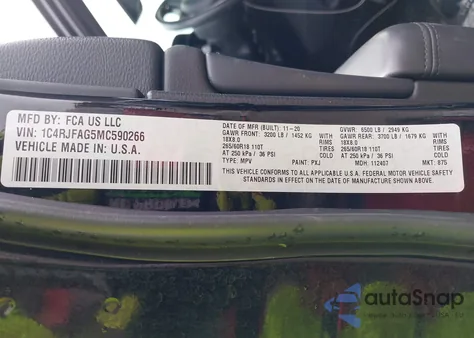 MFD BY: FCA US LLC
VIN: 1C4RJFAG5MC590266
VEHICLE MADE IN: U.S.A.
DATE OF MFR (BUILT): 11-20 GVWR: 6500 LB / 2949 KG
GAWR FRONT: 3200 LB / 1452 KG WITH GAWR REAR: 3700 LB / 1679 KG WITH
18X8.0 RIMS 18X8.0 RIMS
265/60R18 110T TIRES 265/60R18 110T TIRES
AT 250 kPa / 36 PSI COLD AT 250 kPa / 36 PSI COLD
TYPE: MPV PAINT: PXJ MDH: 112407 MKT: 875
THIS VEHICLE CONFORMS TO ALL APPLICABLE U.S.A. FEDERAL MOTOR VEHICLE
SAFETY STANDARDS IN EFFECT ON THE DATE OF MANUFACTURE SHOWN ABOVE.
autoSnap